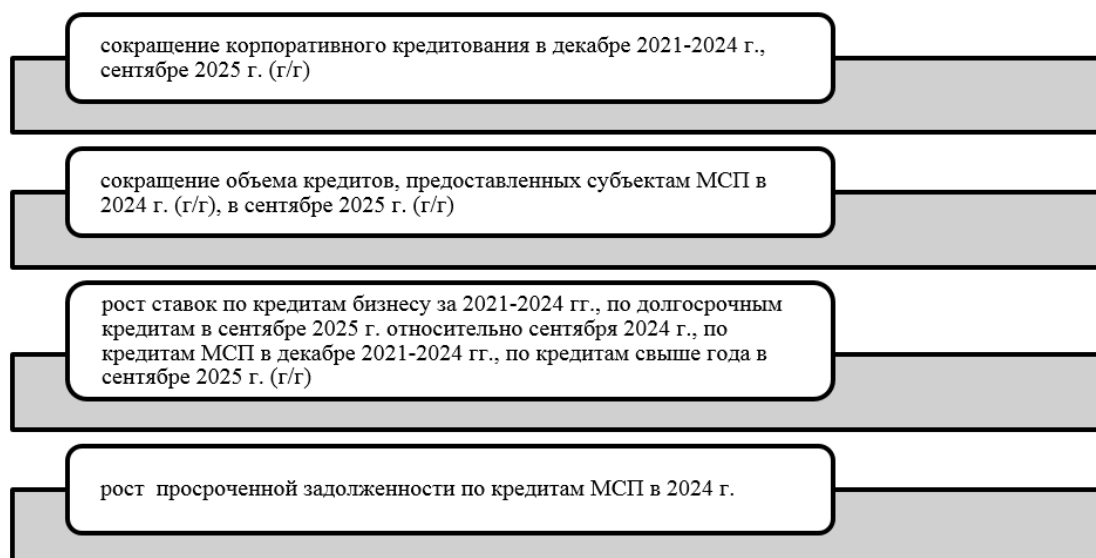 сокращение корпоративного кредитования в декабре 2021-2024 г.,
сентябре 2025 г. (г/г)
сокращение объема кредитов, предоставленных субъектам МСП в
2024 г. (г/г), в сентябре 2025 г. (г/г)
рост ставок по кредитам бизнесу за 2021-2024 гг., по долгосрочным
кредитам в сентябре 2025 г. относительно сентября 2024 г., по
кредитам МСП в декабре 2021-2024 гг., по кредитам свыше года в
сентябре 2025 г. (г/г)
рост  просроченной задолженности по кредитам МСП в 2024 г.